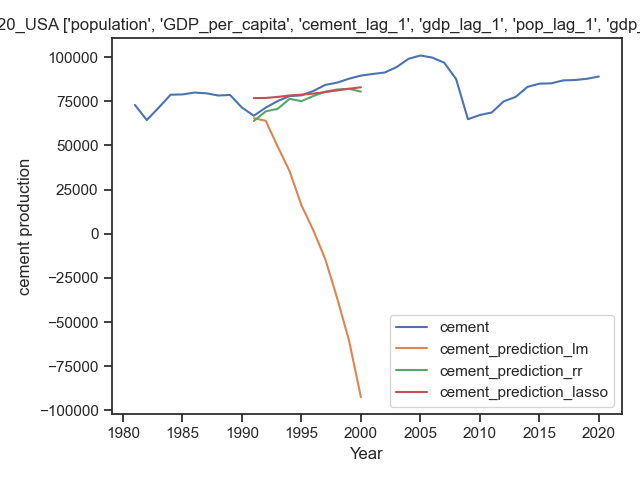 20_USA ['population', 'GDP_per_capita', 'cement_lag_1', 'gdp_lag_1', 'pop_lag_1', 'gdp_
100000
75000
50000
25000
0
−25000
−50000
−75000
−100000
cement production
1980 1985 1990 1995 2000 2005 2010 2015 2020
Year
cement
cement_prediction_lm
cement_prediction_rr
cement_prediction_lasso